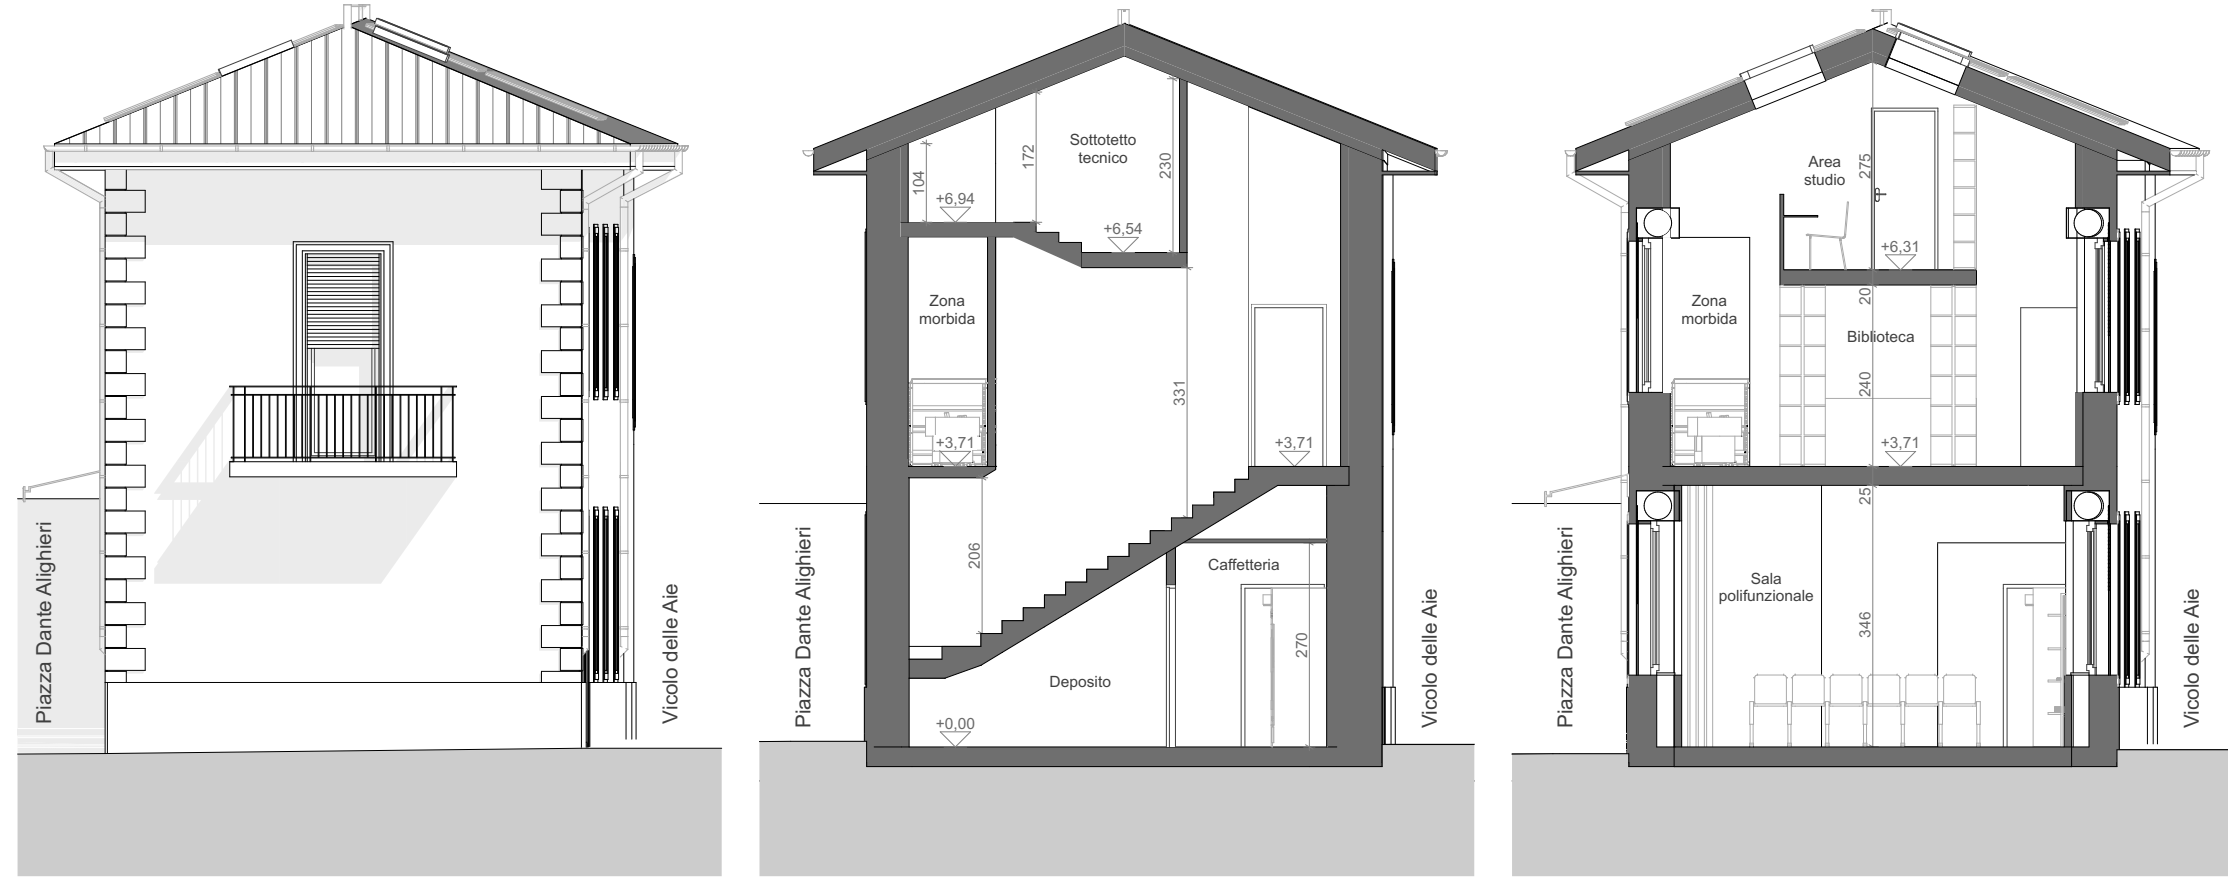 Piazza Dante Alighieri
Vicolo delle Aie
Sottotetto
tecnico
104
172
230
+6,94
+6,54
Zona
morbida
331
+3,71
+3,71
206
Caffetteria
270
Deposito
+0,00
Piazza Dante Alighieri
Vicolo delle Aie
Area
studio
275
+6,31
20
Zona
morbida
Biblioteca
240
+3,71
25
Sala
polifunzionale
346
Piazza Dante Alighieri
Vicolo delle Aie